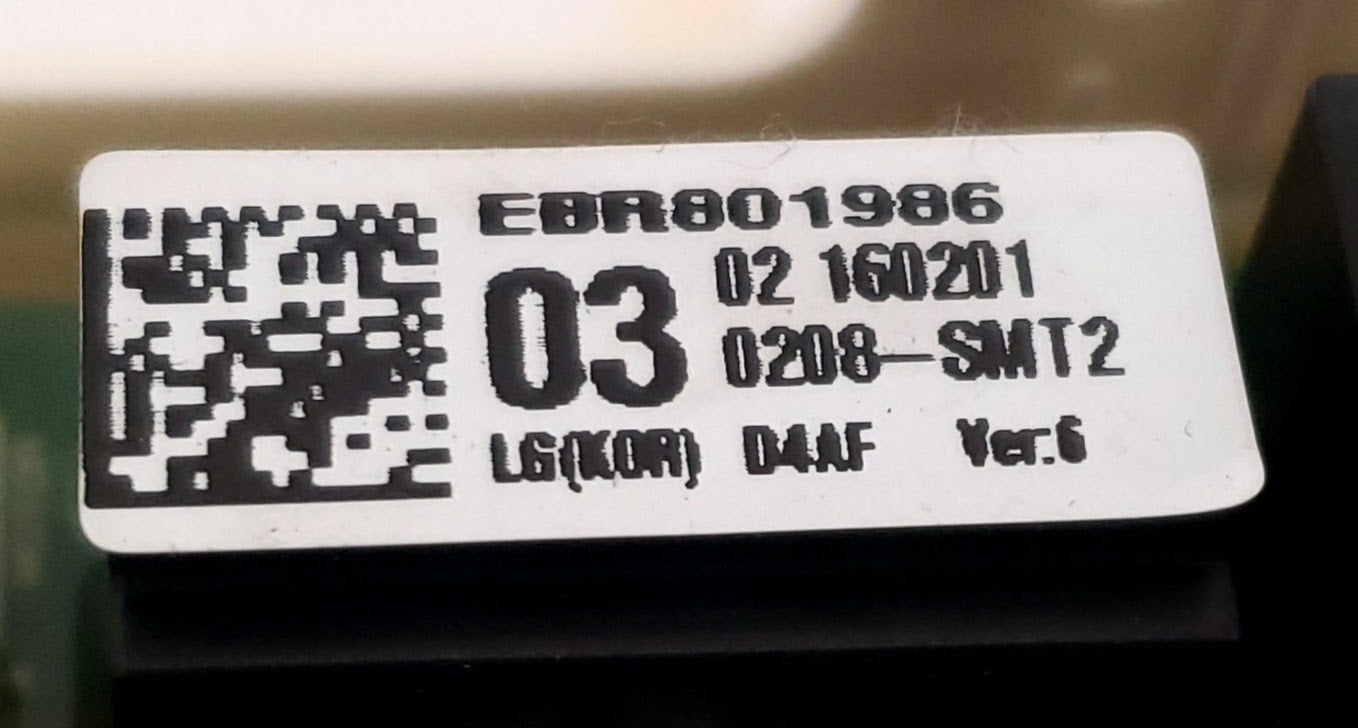 EBR801986
03
02 160201
0208-SMT2
LG(KOR) D4AF Ver.6